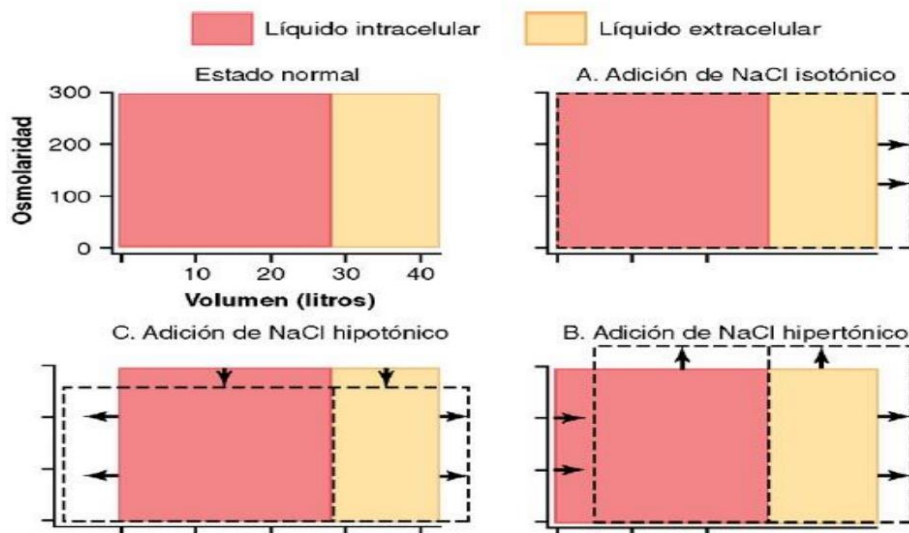 Líquido intracelular
Líquido extracelular
Estado normal
A. Adición de NaCl isotónico
Osmolaridad
300
200
100
0
10
20
30
40
Volumen (litros)
C. Adición de NaCl hipotónico
B. Adición de NaCl hipertónico